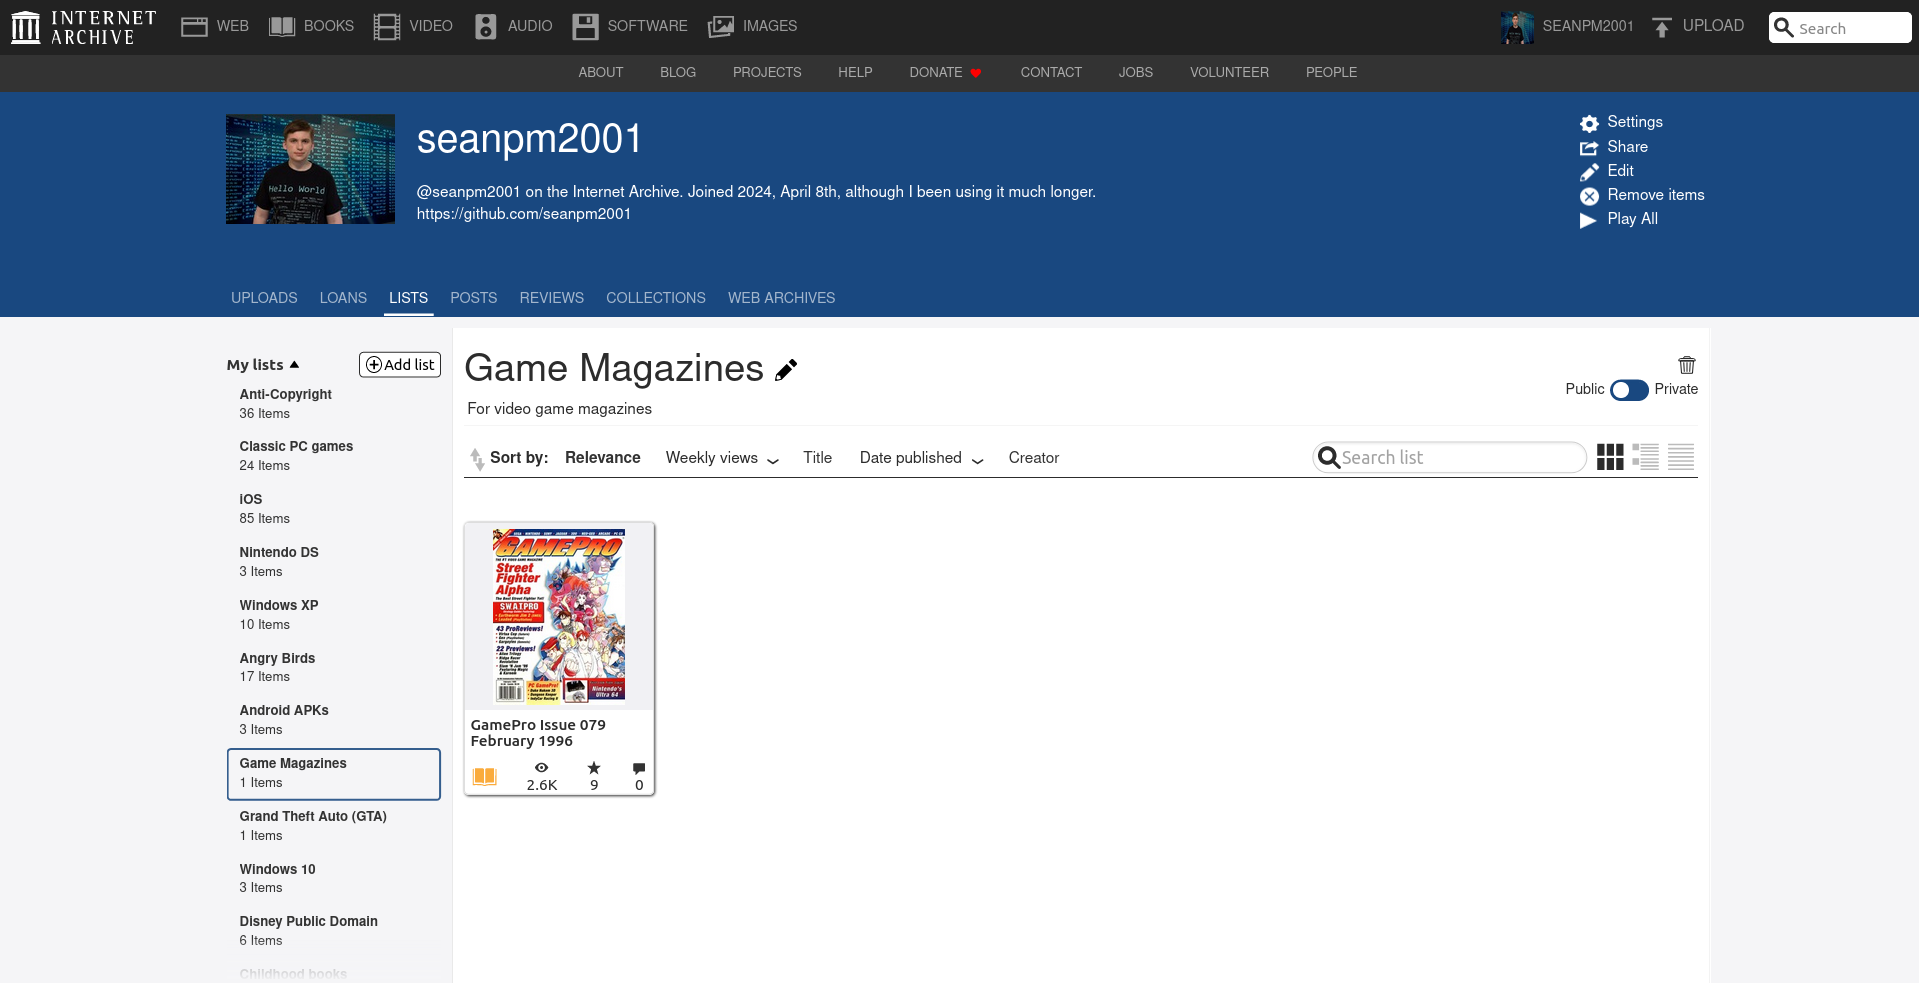 INTERNET
ARCHIVE
WEB BOOKS VIDEO AUDIO SOFTWARE IMAGES
SEANPM2001 UPLOAD Search
ABOUT BLOG PROJECTS HELP DONATE CONTACT JOBS VOLUNTEER PEOPLE
Hello World
seanpm2001
@seanpm2001 on the Internet Archive. Joined 2024, April 8th, although I been using it much longer.
https://github.com/seanpm2001
Settings
Share
Edit
Remove items
Play All
UPLOADS LOANS LISTS POSTS REVIEWS COLLECTIONS WEB ARCHIVES
My lists
Add list
Anti-Copyright
36 Items
Classic PC games
24 Items
iOS
85 Items
Nintendo DS
3 Items
Windows XP
10 Items
Angry Birds
17 Items
Android APKs
3 Items
Game Magazines
1 Items
Grand Theft Auto (GTA)
1 Items
Windows 10
3 Items
Disney Public Domain
6 Items
Childhood books
Game Magazines
Public Private
For video game magazines
Sort by: Relevance Weekly views Title Date published Creator
Search list
GAMEPRO
Street
Fighter
Alpha
SWATPRO
43 ProReviews!
22 Previews!
PC GamePro!
Nintendo's
Ultra 64
GamePro Issue 079
February 1996
2.6K 9 0